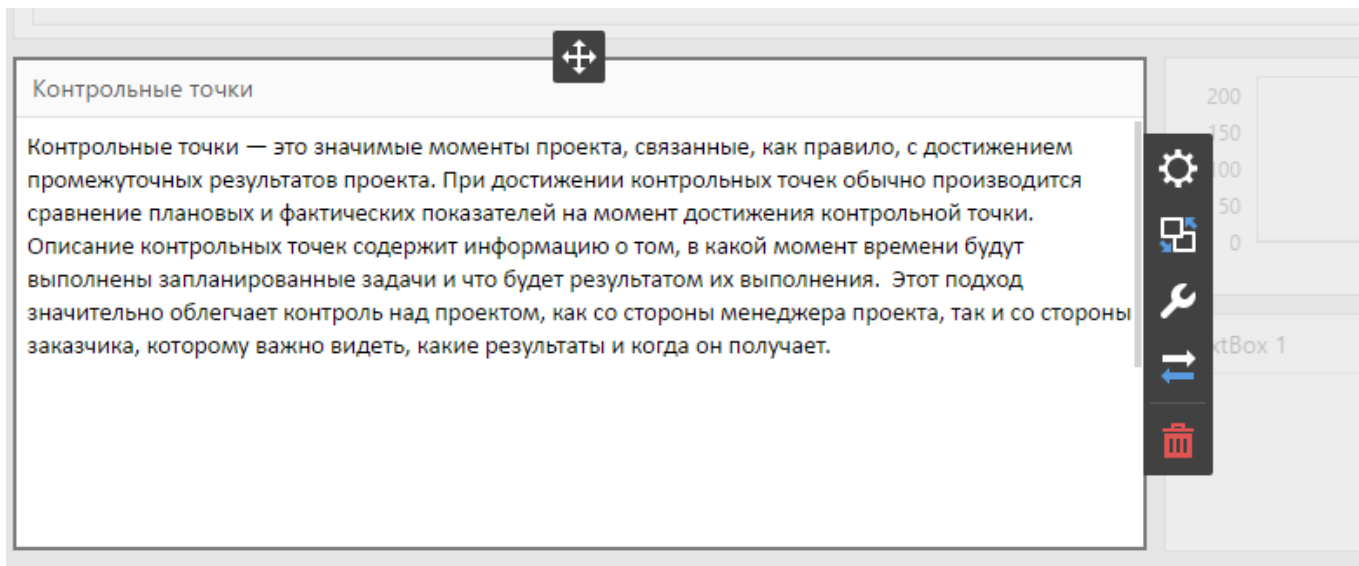 Контрольные точки
Контрольные точки — это значимые моменты проекта, связанные, как правило, с достижением
промежуточных результатов проекта. При достижении контрольных точек обычно производится
сравнение плановых и фактических показателей на момент достижения контрольной точки.
Описание контрольных точек содержит информацию о том, в какой момент времени будут
выполнены запланированные задачи и что будет результатом их выполнения.  Этот подход
значительно облегчает контроль над проектом, как со стороны менеджера проекта, так и со стороны
заказчика, которому важно видеть, какие результаты и когда он получает.
200
150
100
50
0
xtBox 1